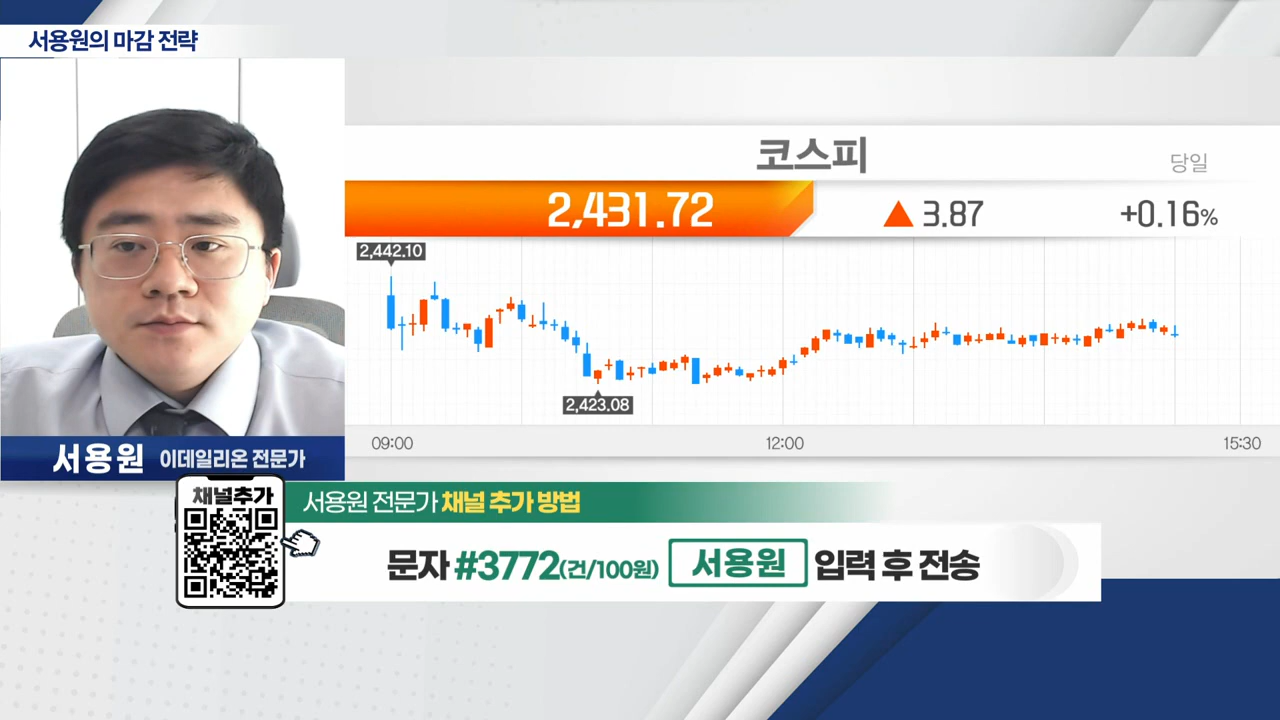 서용원의 마감 전략
코스피
당일
2,431.72 ▲ 3.87 +0.16%
2,442.10
2,423.08
09:00 12:00 15:30
서용원 이데일리온 전문가
채널추가
서용원 전문가 채널 추가 방법
문자 #3772(건/100원) 서용원 입력 후 전송